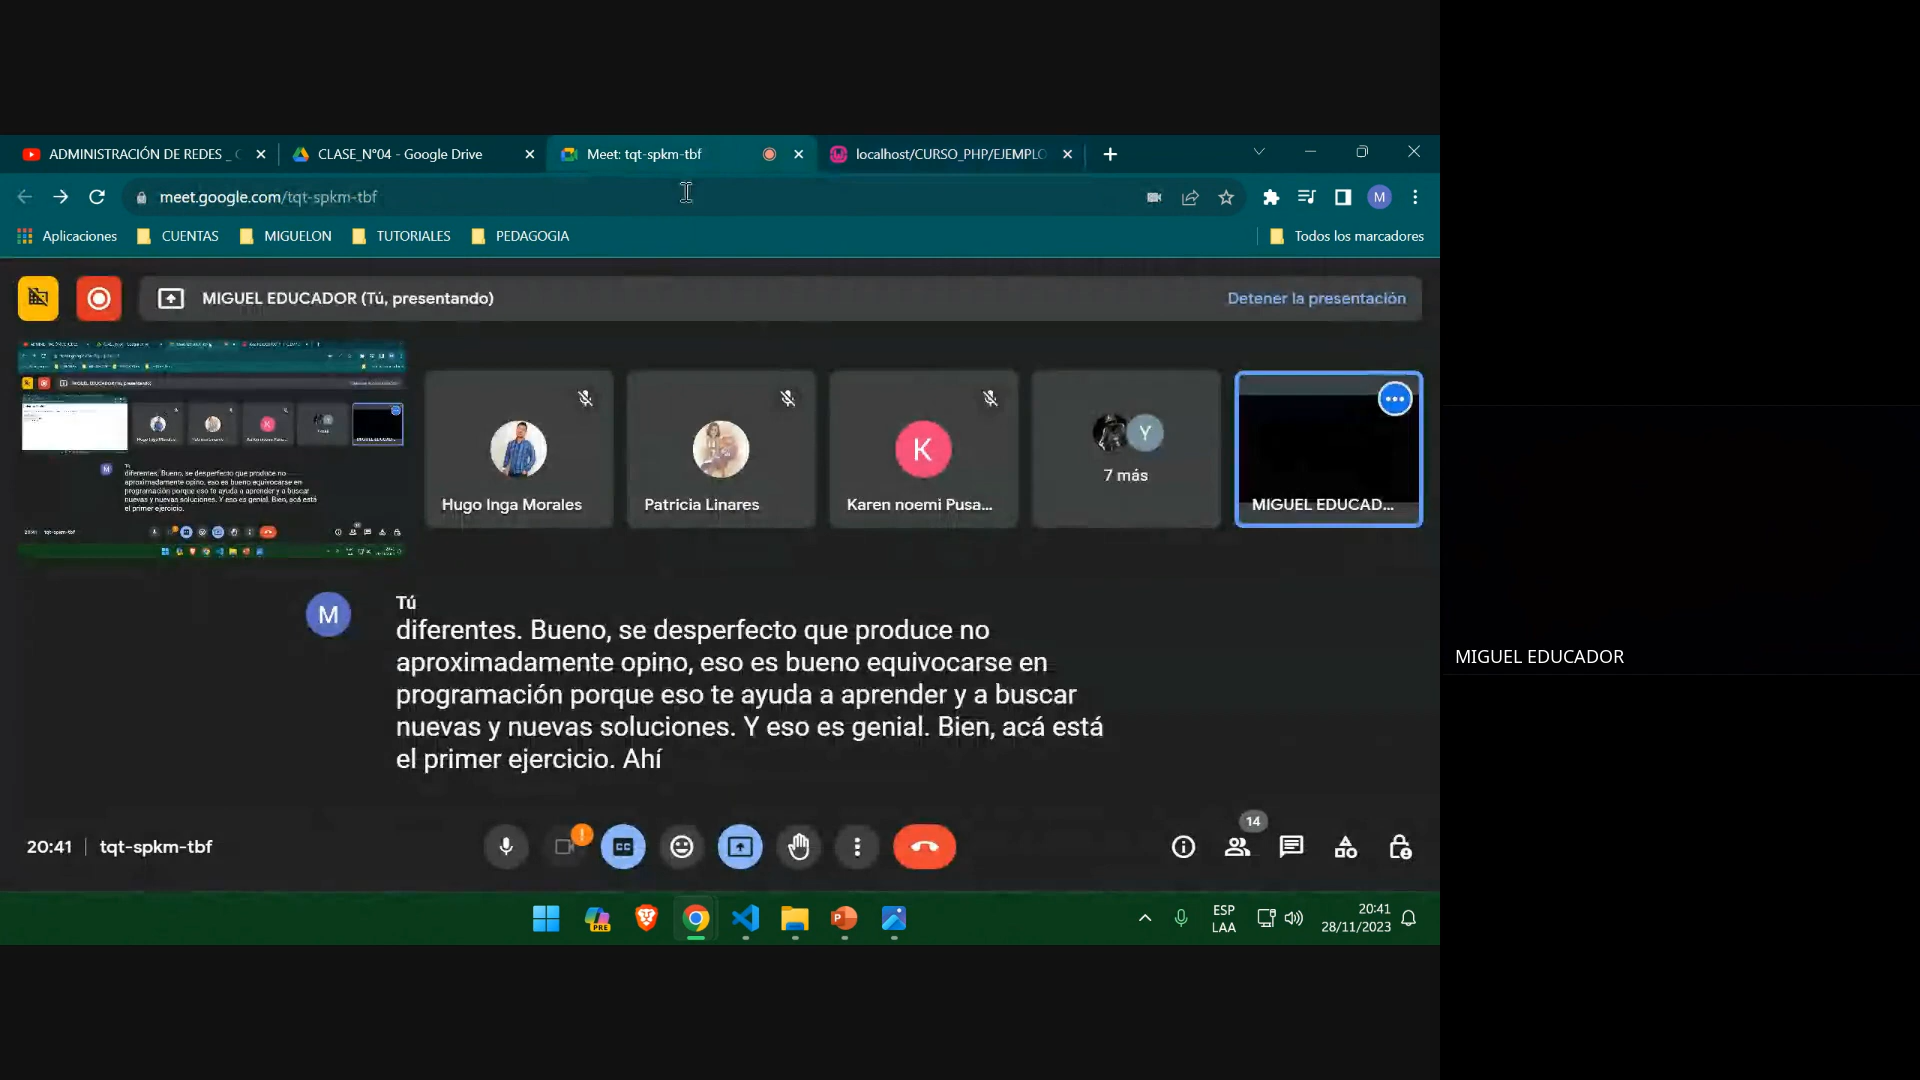 ADMINISTRACIÓN DE REDES _
CLASE_N°04 - Google Drive
Meet: tqt-spkm-tbf
localhost/CURSO_PHP/EJEMPLO
meet.google.com/tqt-spkm-tbf
M
Aplicaciones
CUENTAS
MIGUELON
TUTORIALES
PEDAGOGIA
Todos los marcadores
MIGUEL EDUCADOR (Tú, presentando)
Detener la presentación
Hugo Inga Morales
Patricia Linares
K
Karen noemi Pusa...
Y
7 más
MIGUEL EDUCAD...
M
Tú
diferentes. Bueno, se desperfecto que produce no
aproximadamente opino, eso es bueno equivocarse en
programación porque eso te ayuda a aprender y a buscar
nuevas y nuevas soluciones. Y eso es genial. Bien, acá está
el primer ejercicio. Ahí
MIGUEL EDUCADOR
20:41
tqt-spkm-tbf
CC
14
PRE
ESP
LAA
20:41
28/11/2023